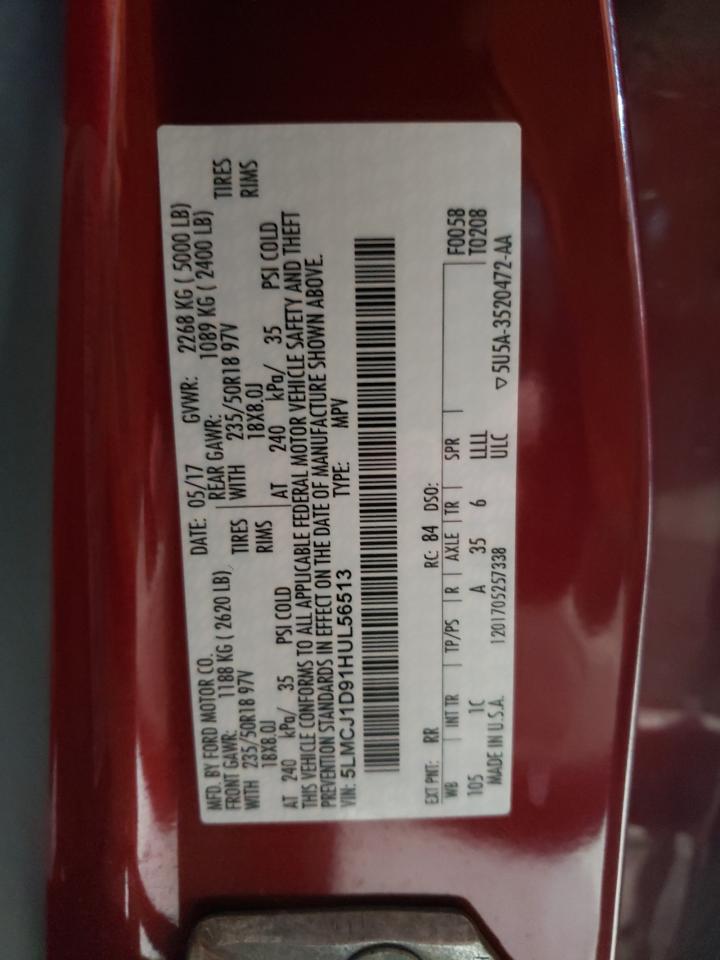 MFD. BY FORD MOTOR CO.
DATE: 05/17 GVWR: 2268 KG ( 5000 LB)
FRONT GAWR: 1188 KG ( 2620 LB)
REAR GAWR: 1089 KG ( 2400 LB)
WITH 235/50R18 97V TIRES
WITH 235/50R18 97V TIRES
18X8.0J RIMS
18X8.0J RIMS
AT 240 kPa/ 35 PSI COLD
AT 240 kPa/ 35 PSI COLD
THIS VEHICLE CONFORMS TO ALL APPLICABLE FEDERAL MOTOR VEHICLE SAFETY AND THEFT
PREVENTION STANDARDS IN EFFECT ON THE DATE OF MANUFACTURE SHOWN ABOVE.
VIN: 5LMCJ1D91HUL56513 TYPE: MPV
EXT PNT: RR RC: 84 DSO: F0058
WB INT TR TP/PS R AXLE TR SPR T0208
105 1C A 35 6 LLLL
MADE IN U.S.A. 1201705257338 ULC ▽5U5A-3520472-AA